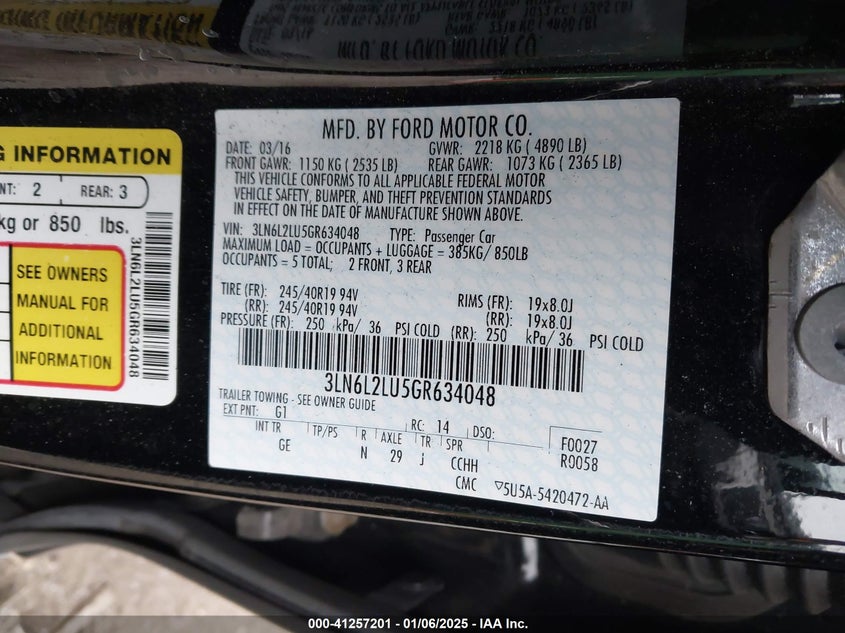 MFD. BY FORD MOTOR CO.
G INFORMATION
NT: 2 REAR: 3
kg or 850 lbs.
SEE OWNERS
MANUAL FOR
ADDITIONAL
INFORMATION
3LN6L2LU5GR634048
MFD. BY FORD MOTOR CO.
DATE: 03/16 GVWR: 2218 KG ( 4890 LB)
FRONT GAWR: 1150 KG ( 2535 LB) REAR GAWR: 1073 KG ( 2365 LB)
THIS VEHICLE CONFORMS TO ALL APPLICABLE FEDERAL MOTOR
VEHICLE SAFETY, BUMPER, AND THEFT PREVENTION STANDARDS
IN EFFECT ON THE DATE OF MANUFACTURE SHOWN ABOVE.
VIN: 3LN6L2LU5GR634048 TYPE: Passenger Car
MAXIMUM LOAD = OCCUPANTS + LUGGAGE = 385KG/ 850LB
OCCUPANTS = 5 TOTAL; 2 FRONT, 3 REAR
TIRE (FR): 245/40R19 94V RIMS (FR): 19x8.0J
(RR): 245/40R19 94V (RR): 19x8.0J
PRESSURE (FR): 250 kPa/ 36 PSI COLD (RR): 250 kPa/ 36 PSI COLD
3LN6L2LU5GR634048
TRAILER TOWING - SEE OWNER GUIDE
EXT PNT: G1 RC: 14 DSO: F0027
INT TR TP/PS R AXLE TR SPR R0058
GE N 29 j CCHH
CMC ▽5U5A-5420472-AA
000-41257201 - 01/06/2025 - IAA Inc.